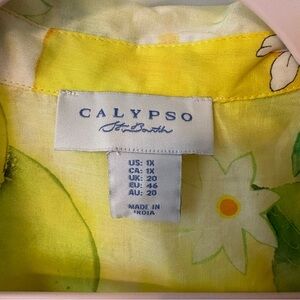 CALYPSO
St. Barth
US: 1X
CA: 1X
UK: 20
EU: 46
AU: 20
MADE IN
INDIA